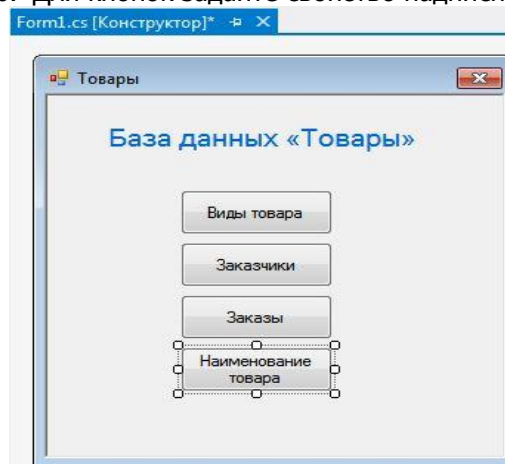 Form1.cs [Конструктор]*
Товары
База данных «Товары»
Виды товара
Заказчики
Заказы
Наименование
товара